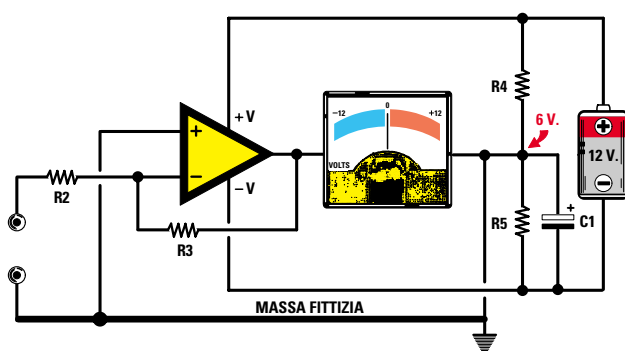 R4
6 V.
12 V.
+
−
+ V
− V
+
−
−12
0
+12
VOLTS
R2
R3
R5
+
C1
MASSA FITTIZIA